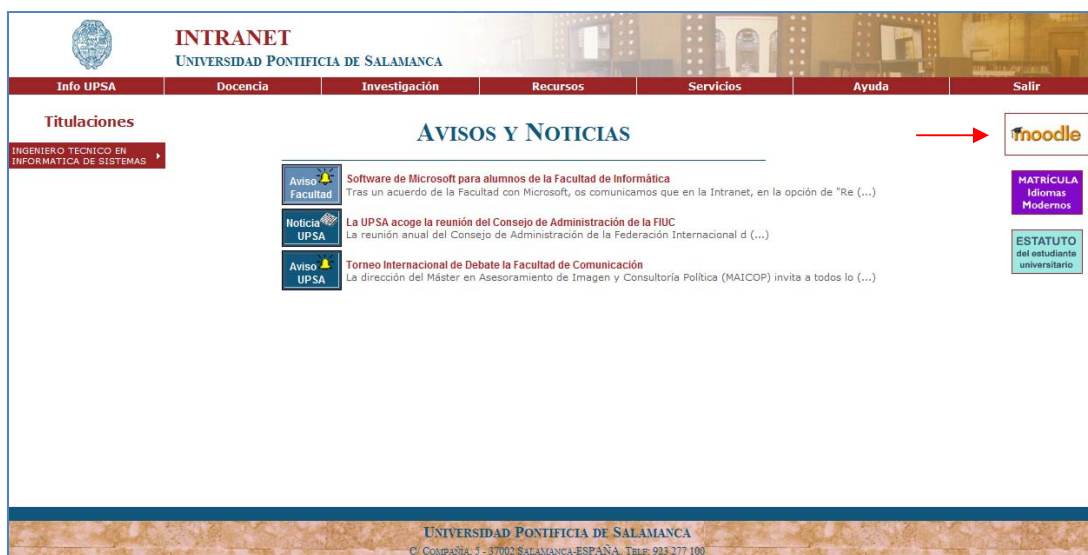 INTRANET
UNIVERSIDAD PONTIFICIA DE SALAMANCA
Info UPSA Docencia Investigación Recursos Servicios Ayuda Salir
Titulaciones
INGENIERO TECNICO EN
INFORMATICA DE SISTEMAS
AVISOS Y NOTICIAS
Aviso
Facultad
Software de Microsoft para alumnos de la Facultad de Informática
Tras un acuerdo de la Facultad con Microsoft, os comunicamos que en la Intranet, en la opción de "Re (...)
Noticia
UPSA
La UPSA acoge la reunión del Consejo de Administración de la FIUC
La reunión anual del Consejo de Administración de la Federación Internacional d (...)
Aviso
UPSA
Torneo Internacional de Debate la Facultad de Comunicación
La dirección del Máster en Asesoramiento de Imagen y Consultoría Política (MAICOP) invita a todos lo (...)
moodle
MATRÍCULA
Idiomas
Modernos
ESTATUTO
del estudiante
universitario
UNIVERSIDAD PONTIFICIA DE SALAMANCA
C/ COMPAÑIA, 5 - 37002 SALAMANCA-ESPAÑA. TELF: 923 277 100